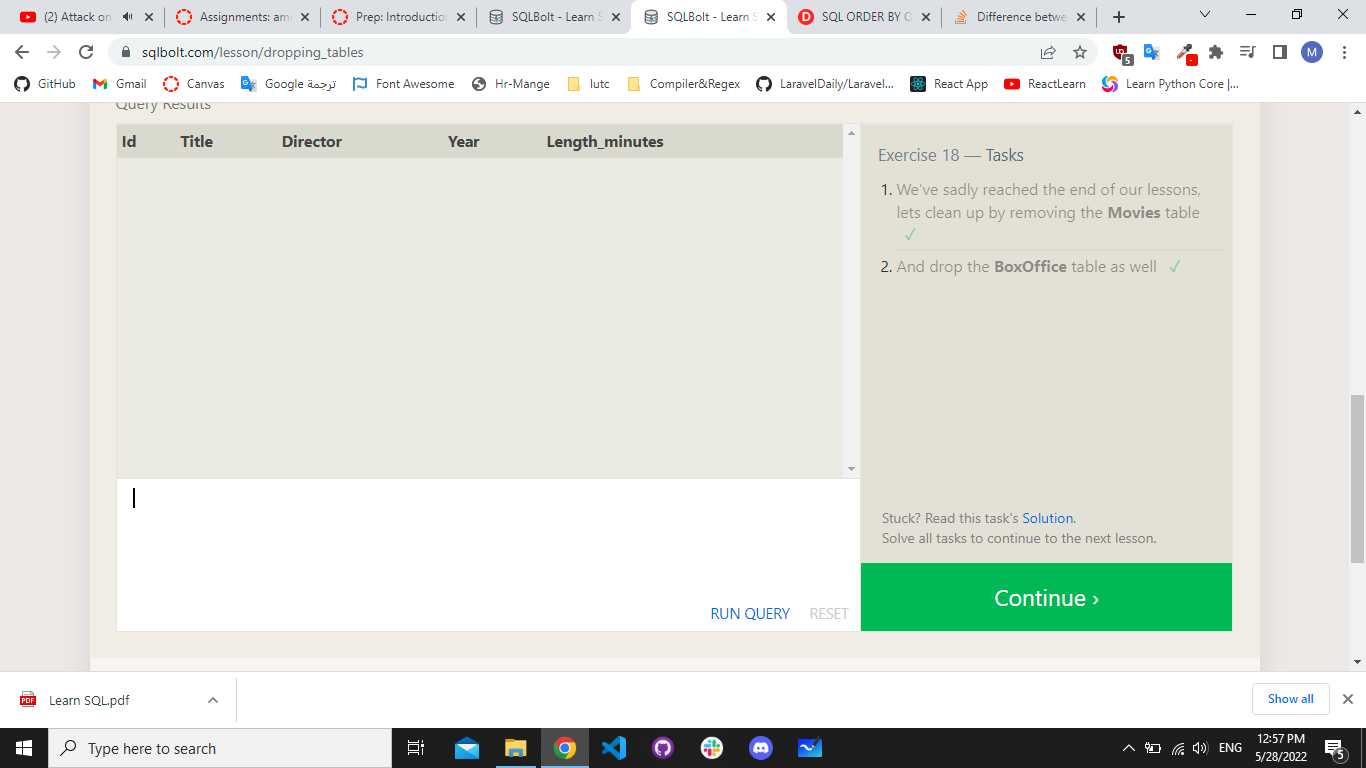 (2) Attack on
Assignments: am
Prep: Introduction
SQLBolt - Learn S
SQLBolt - Learn S
SQL ORDER BY C
Difference betwe
sqlbolt.com/lesson/dropping_tables
5
GitHub
Gmail
Canvas
Google ترجمة
Font Awesome
Hr-Mange
lutc
Compiler&Regex
LaravelDaily/Laravel...
React App
ReactLearn
Learn Python Core |...
M
Query Results
Id Title Director Year Length_minutes
Exercise 18 — Tasks
1. We've sadly reached the end of our lessons,
lets clean up by removing the Movies table
✓
2. And drop the BoxOffice table as well ✓
Stuck? Read this task's Solution.
Solve all tasks to continue to the next lesson.
RUN QUERY RESET
Continue ›
PDF
Learn SQL.pdf
Show all
Type here to search
ENG
12:57 PM
5/28/2022
5